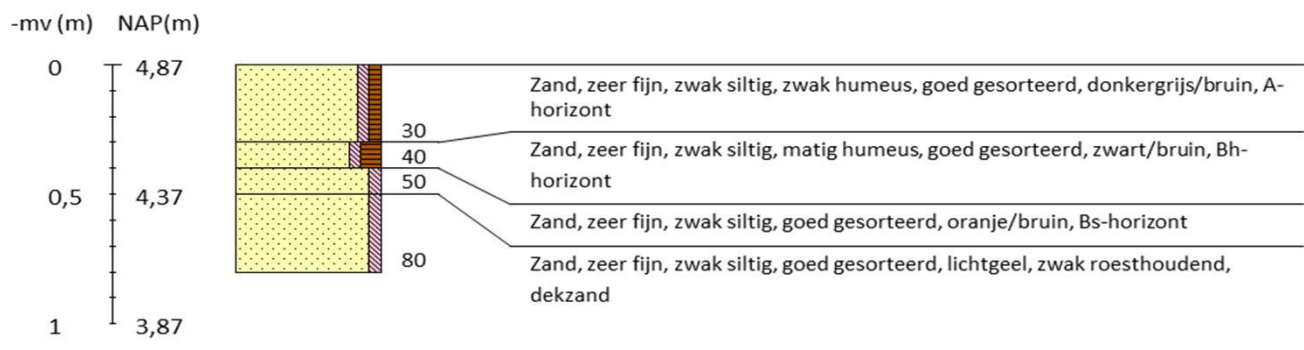 -mv (m) NAP(m)
0 4,87
Zand, zeer fijn, zwak siltig, zwak humeus, goed gesorteerd, donkergrijs/bruin, A-
horizont
30
Zand, zeer fijn, zwak siltig, matig humeus, goed gesorteerd, zwart/bruin, Bh-
horizont
40
50
0,5 4,37
Zand, zeer fijn, zwak siltig, goed gesorteerd, oranje/bruin, Bs-horizont
80
Zand, zeer fijn, zwak siltig, goed gesorteerd, lichtgeel, zwak roesthoudend,
dekzand
1 3,87